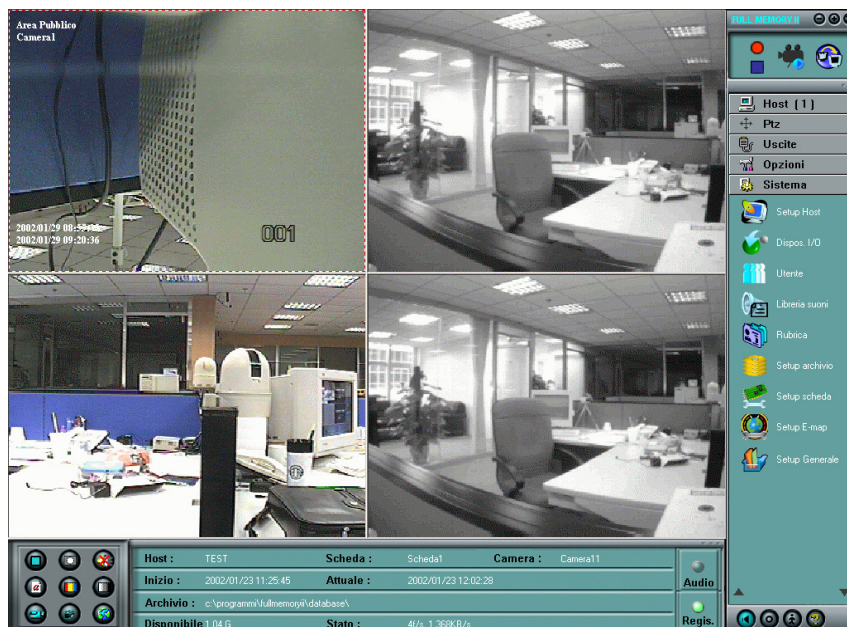 Area Pubblico
Camera1
2002/01/29 09:20:36
001
FULL MEMORY II
Host ( 1 )
Ptz
Uscite
Opzioni
Sistema
Setup Host
Dispos. I/O
Utente
Libreria suoni
Rubrica
Setup archivio
Setup scheda
Setup E-map
Setup Generale
Host : TEST Scheda : Scheda1 Camera : Camera11
Inizio : 2002/01/23 11:25:45 Attuale : 2002/01/23 12:02:28
Archivio : c:\programmi\fullmemoryii\database\
Disponibile 1.04 G Stato : 4f/s, 1.368KB/s
Audio
Regis.